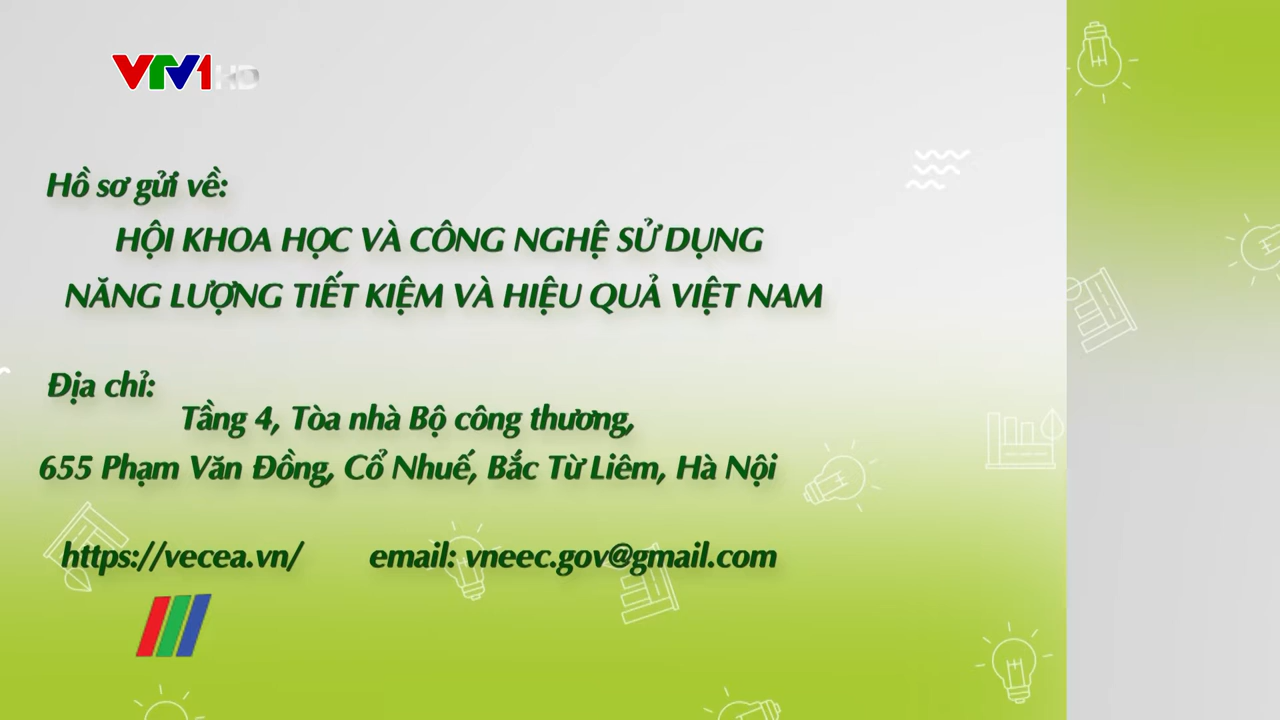 VTV1 HD
Hồ sơ gửi về:
HỘI KHOA HỌC VÀ CÔNG NGHỆ SỬ DỤNG
NĂNG LƯỢNG TIẾT KIỆM VÀ HIỆU QUẢ VIỆT NAM
Địa chỉ:
Tầng 4, Tòa nhà Bộ công thương,
655 Phạm Văn Đồng, Cổ Nhuế, Bắc Từ Liêm, Hà Nội
https://vecea.vn/ email: vneec.gov@gmail.com